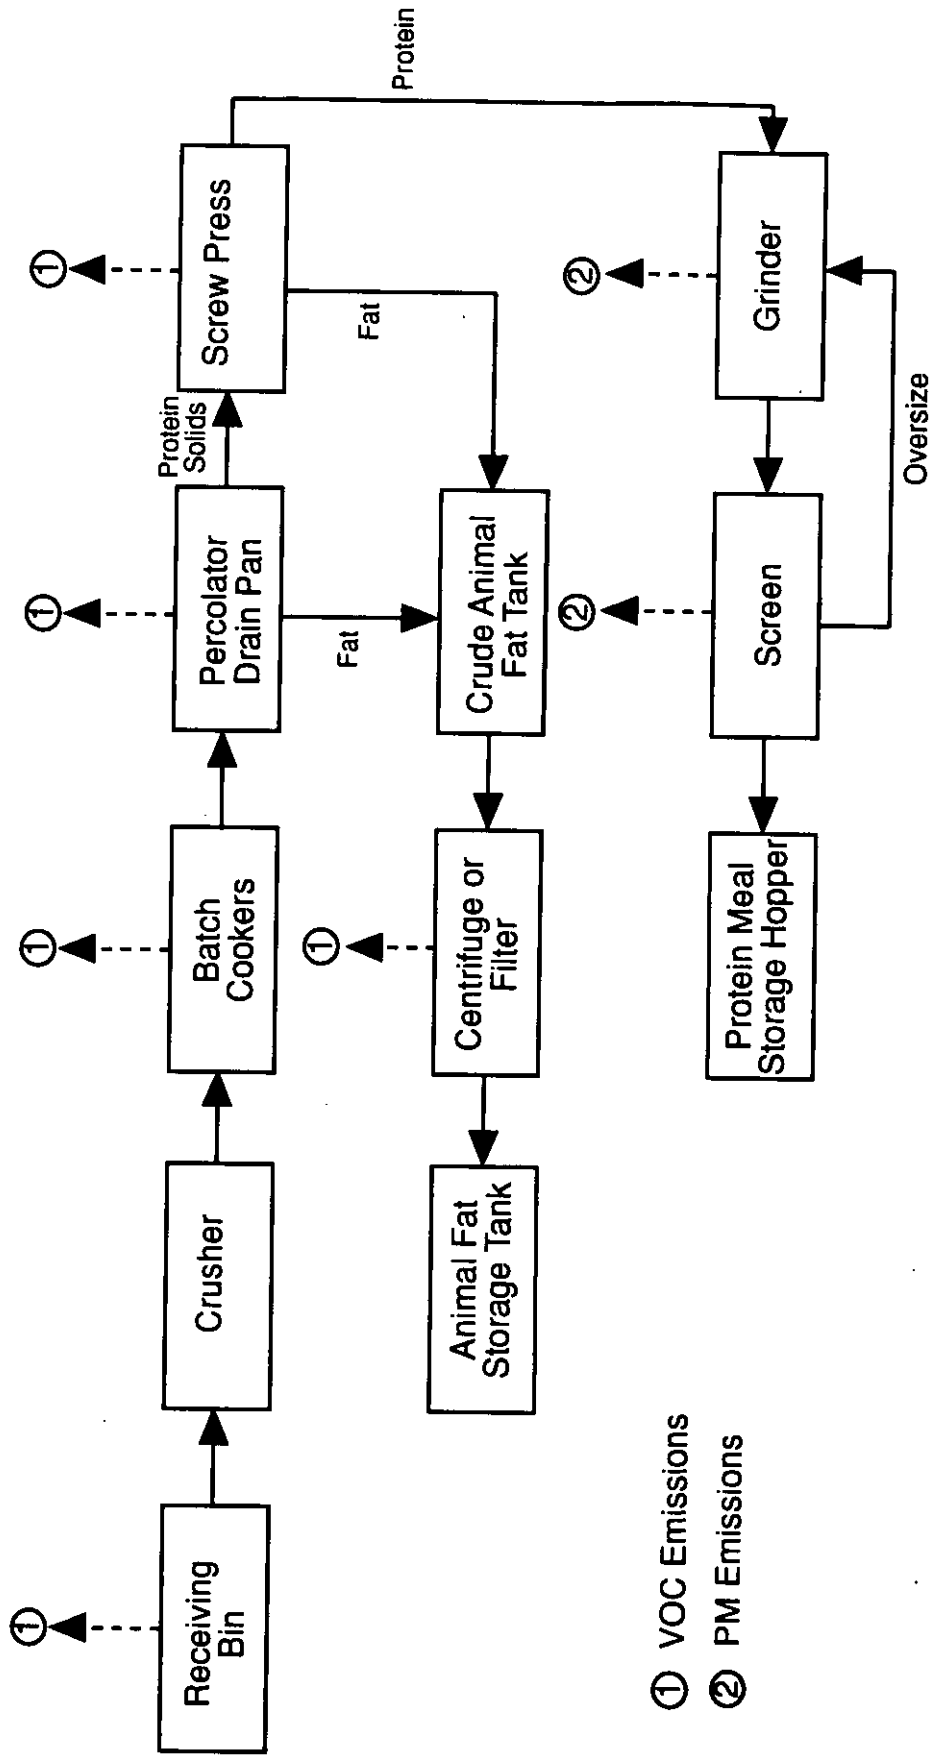 ①
①
①
①
Receiving
Bin
Crusher
Batch
Cookers
Percolator
Drain Pan
Protein
Solids
Screw Press
Protein
Fat
Fat
①
Animal Fat
Storage Tank
Centrifuge or
Filter
Crude Animal
Fat Tank
②
②
Protein Meal
Storage Hopper
Screen
Grinder
Oversize
① VOC Emissions
② PM Emissions